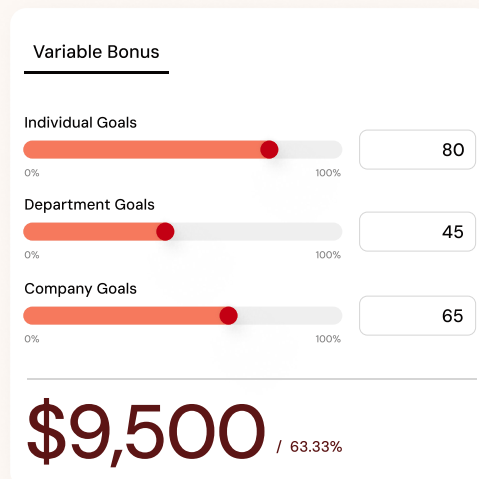 Variable Bonus
Individual Goals
80
0% 100%
Department Goals
45
0% 100%
Company Goals
65
0% 100%
$9,500 / 63.33%